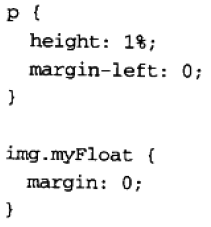 p {
  height: 1%;
  margin-left: 0;
}

img.myFloat {
  margin: 0;
}